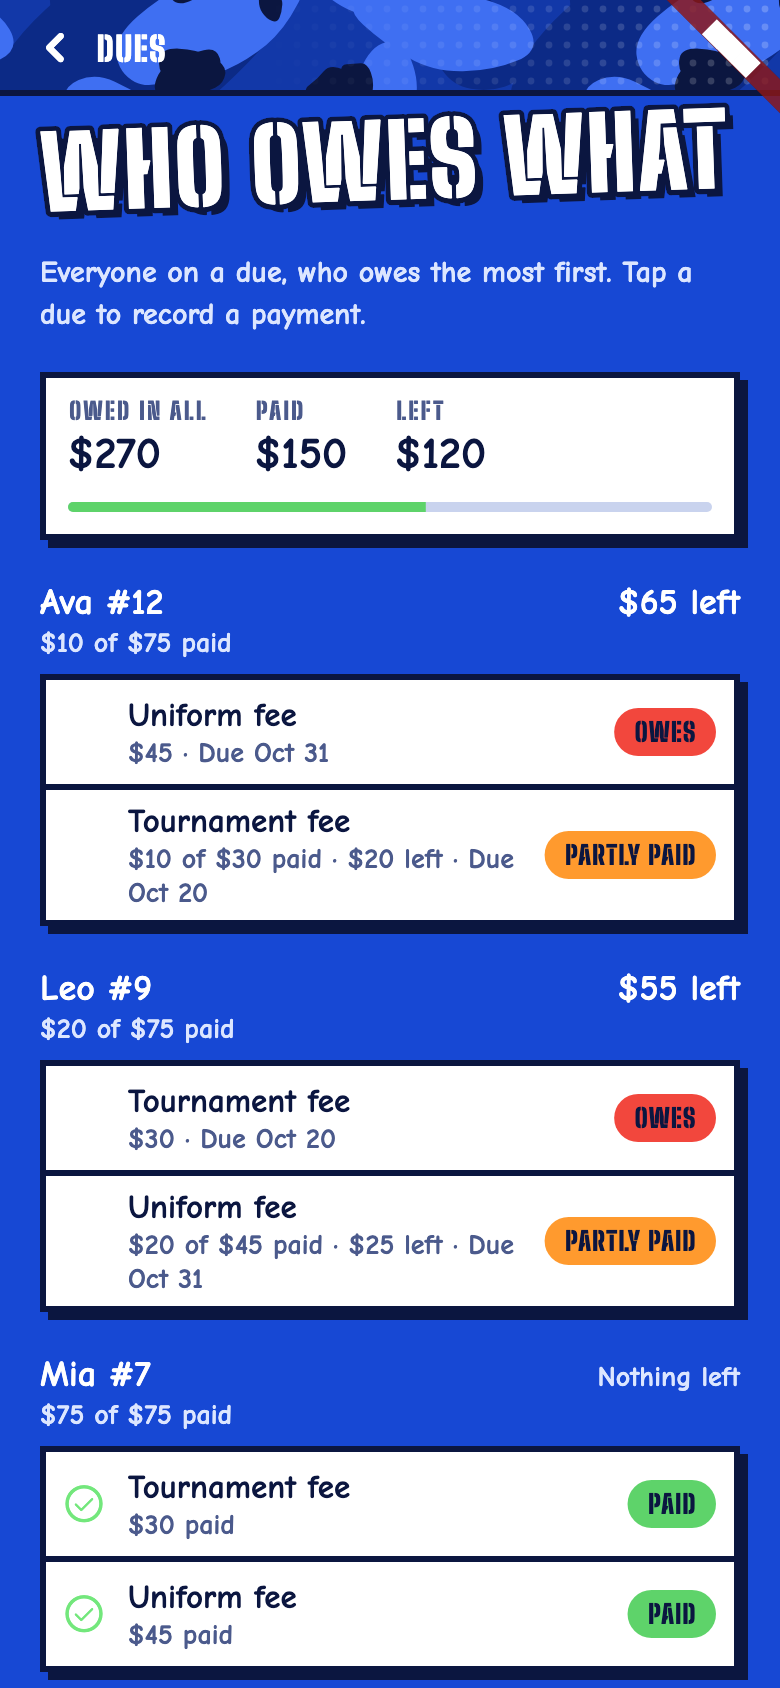 DUES
WHO OWES WHAT
Everyone on a due, who owes the most first. Tap a
due to record a payment.
OWED IN ALL PAID LEFT
$270 $150 $120
Ava #12 $65 left
$10 of $75 paid
Uniform fee
$45 · Due Oct 31
OWES
Tournament fee
$10 of $30 paid · $20 left · Due
Oct 20
PARTLY PAID
Leo #9 $55 left
$20 of $75 paid
Tournament fee
$30 · Due Oct 20
OWES
Uniform fee
$20 of $45 paid · $25 left · Due
Oct 31
PARTLY PAID
Mia #7 Nothing left
$75 of $75 paid
Tournament fee
$30 paid
PAID
Uniform fee
$45 paid
PAID